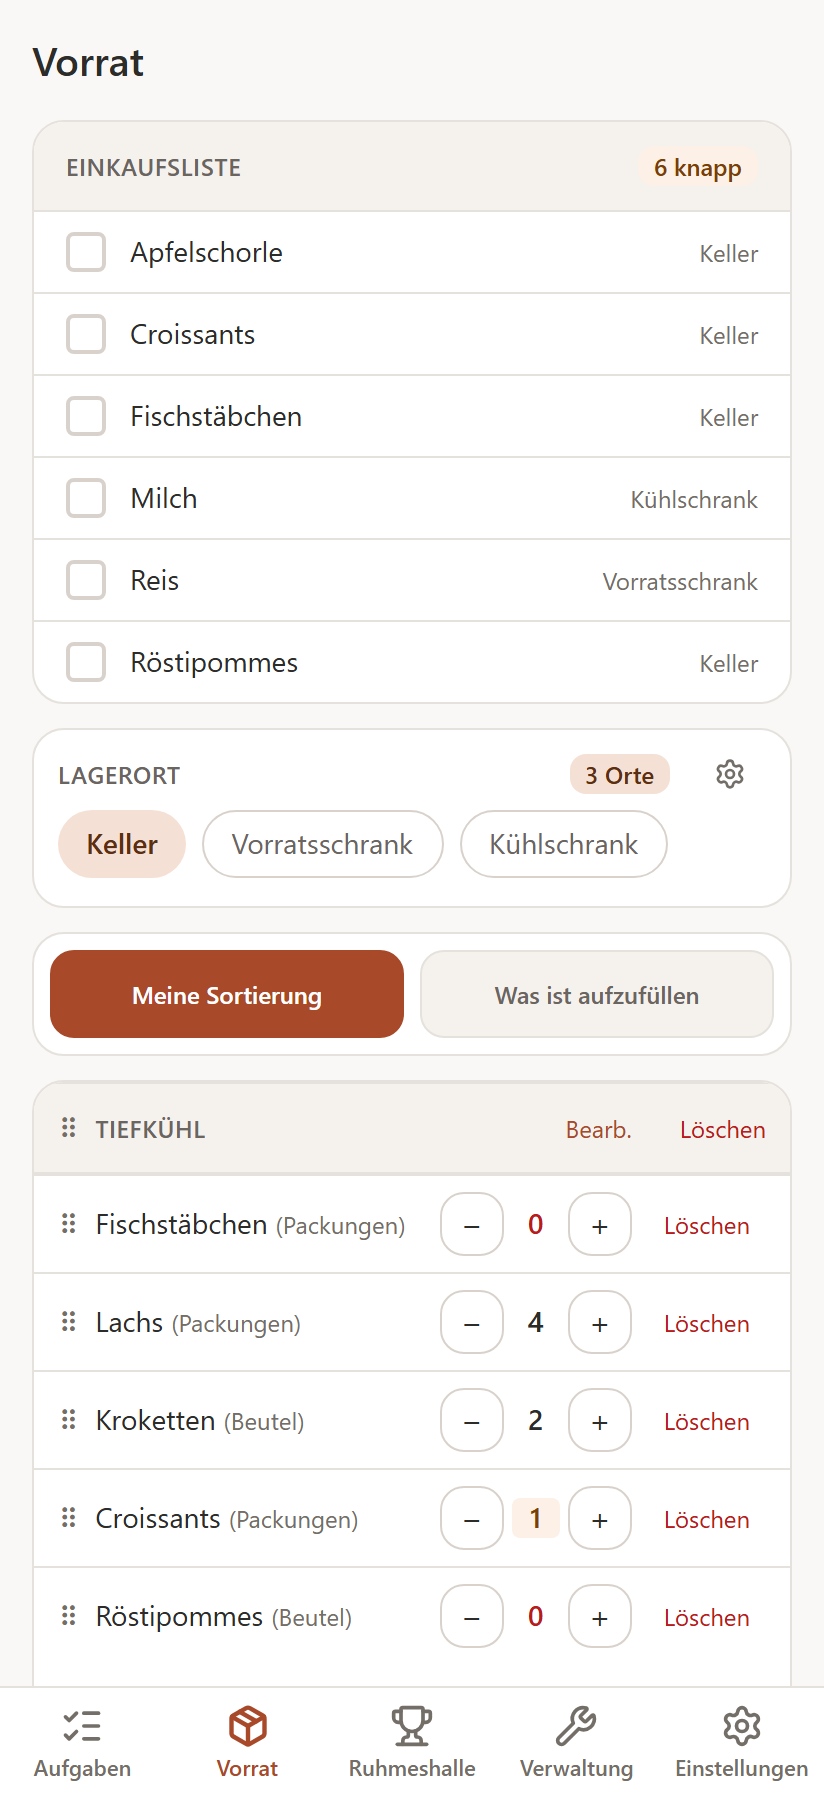 Vorrat
EINKAUFSLISTE 6 knapp
Apfelschorle Keller
Croissants Keller
Fischstäbchen Keller
Milch Kühlschrank
Reis Vorratsschrank
Röstipommes Keller
LAGERORT 3 Orte
Keller Vorratsschrank Kühlschrank
Meine Sortierung Was ist aufzufüllen
TIEFKÜHL Bearb. Löschen
Fischstäbchen (Packungen) – 0 + Löschen
Lachs (Packungen) – 4 + Löschen
Kroketten (Beutel) – 2 + Löschen
Croissants (Packungen) – 1 + Löschen
Röstipommes (Beutel) – 0 + Löschen
Aufgaben Vorrat Ruhmeshalle Verwaltung Einstellungen